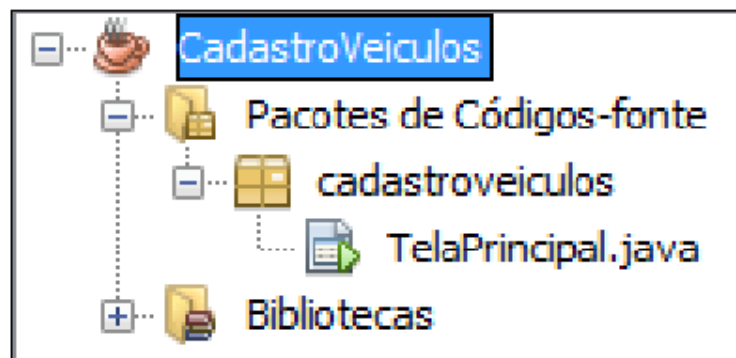 CadastroVeiculos
Pacotes de Códigos-fonte
cadastroveiculos
TelaPrincipal.java
Bibliotecas